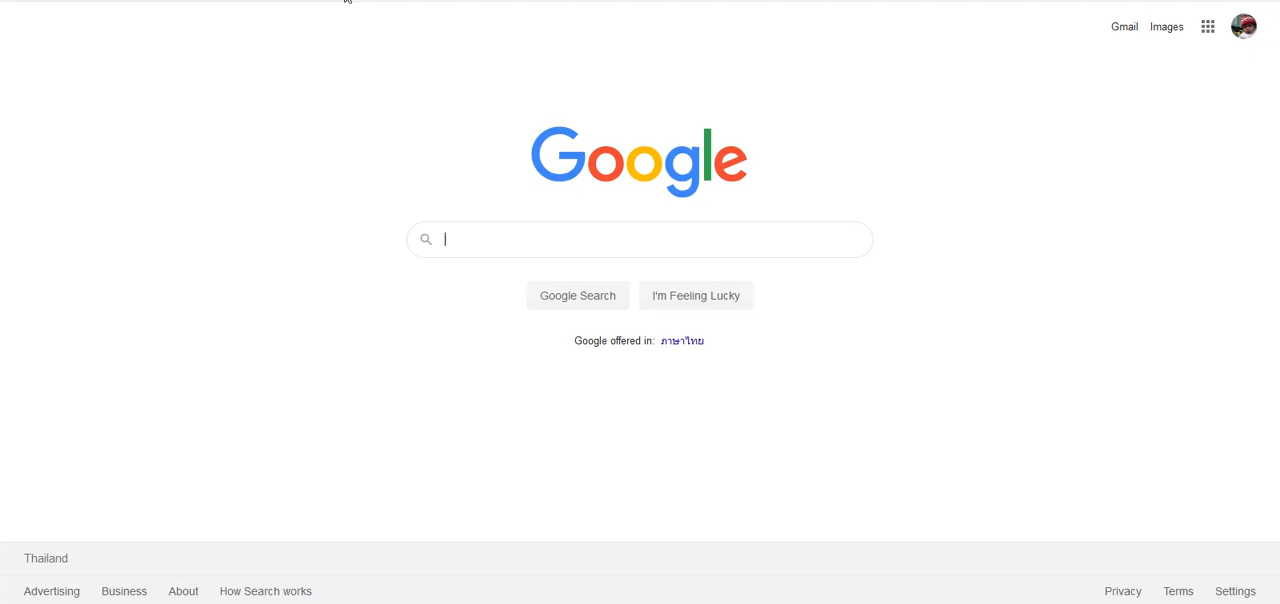 Gmail Images
Google
Google Search I'm Feeling Lucky
Google offered in: ภาษาไทย
Thailand
Advertising Business About How Search works Privacy Terms Settings